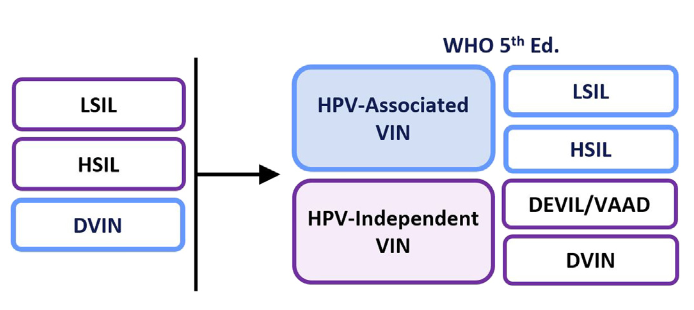 WHO 5th Ed.
LSIL
HSIL
DVIN
HPV-Associated
VIN
HPV-Independent
VIN
LSIL
HSIL
DEVIL/VAAD
DVIN